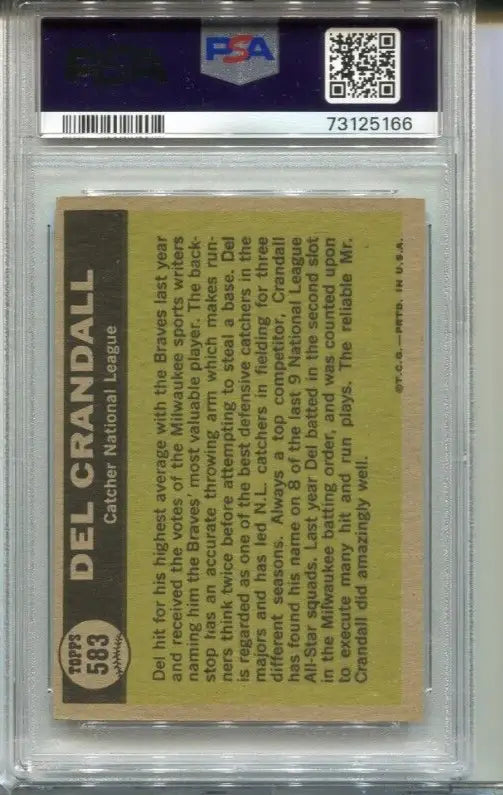 PSA
PSA
73125166
TOPPS
583
DEL CRANDALL
Catcher National League
Del hit for his highest average with the Braves last year
and received the votes of the Milwaukee sports writers
naming him the Braves' most valuable player. The back-
stop has an accurate throwing arm which makes run-
ners think twice before attempting to steal a base. Del
is regarded as one of the best defensive catchers in the
majors and has led N.L. catchers in fielding for three
different seasons. Always a top competitor, Crandall
has found his name on 8 of the last 9 National League
All-Star squads. Last year Del batted in the second slot
in the Milwaukee batting order, and was counted upon
to execute many hit and run plays. The reliable Mr.
Crandall did amazingly well.
©T.C.G.—PRTD. IN U.S.A.